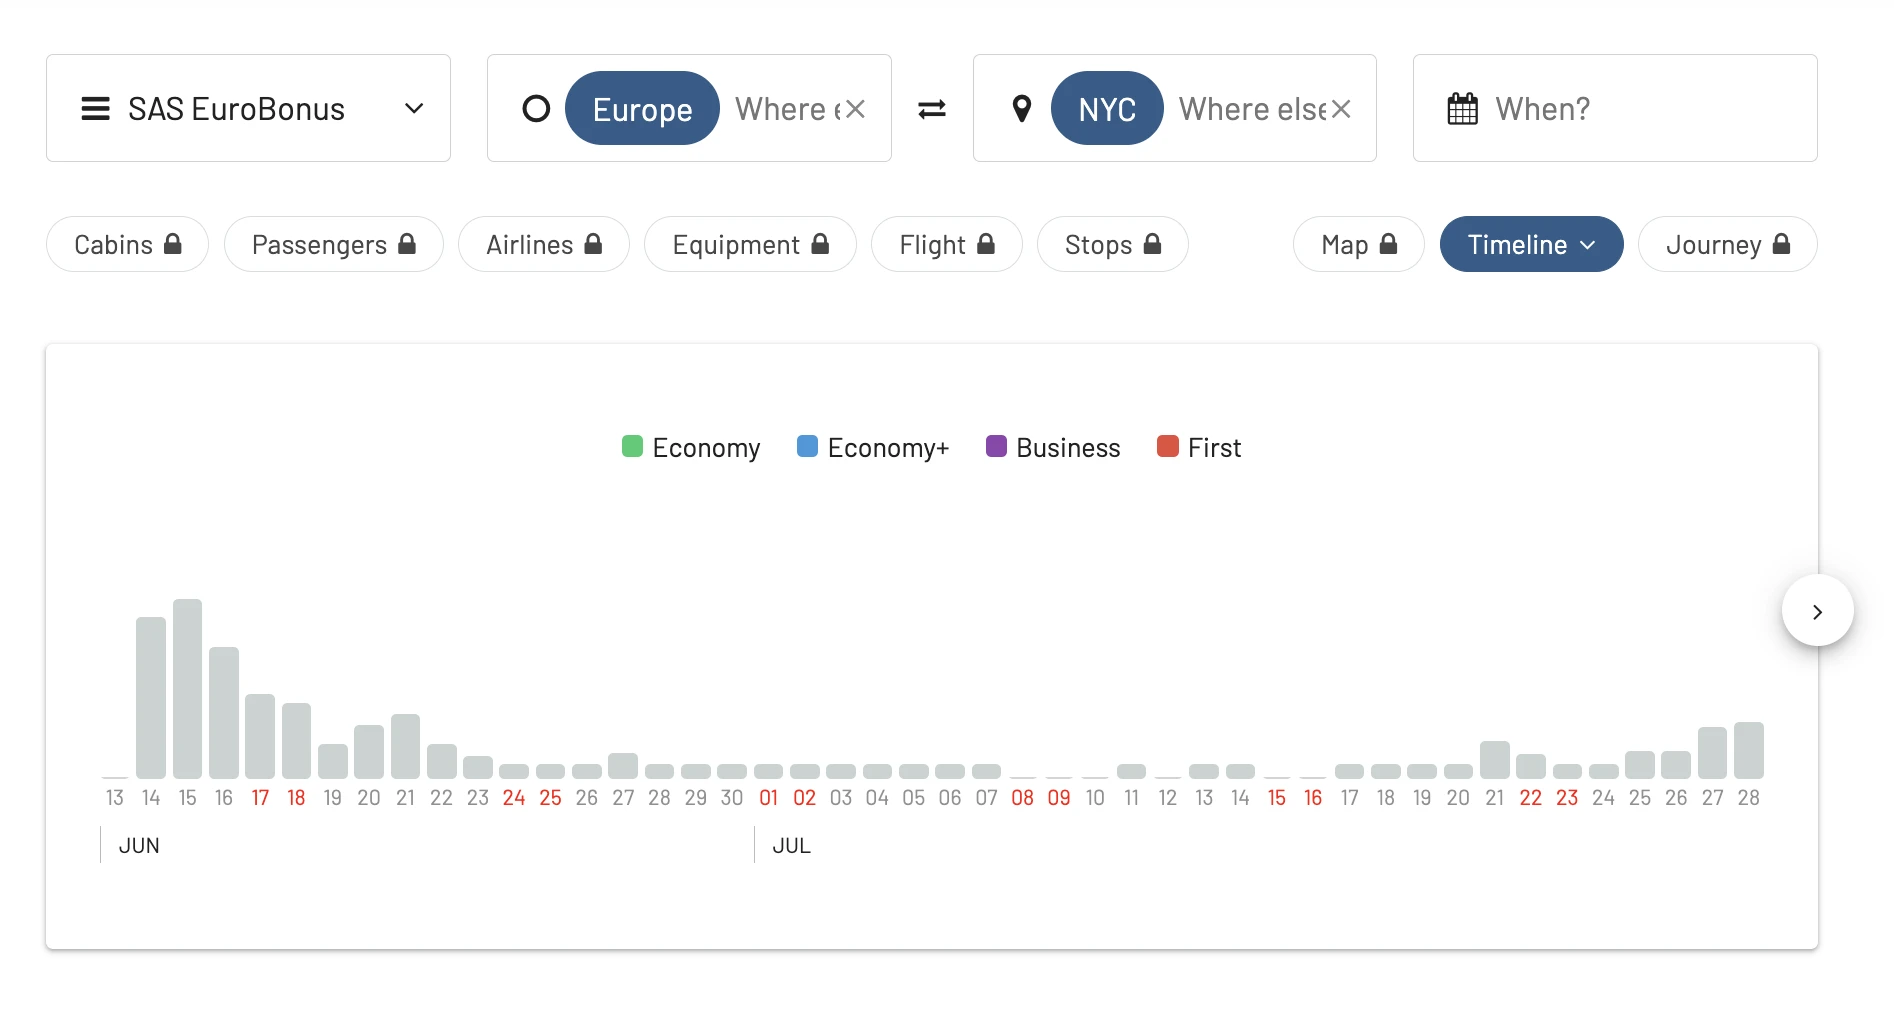 SAS EuroBonus Europe Where e NYC Where else When?
Cabins Passengers Airlines Equipment Flight Stops Map Timeline Journey
Economy Economy+ Business First
13 14 15 16 17 18 19 20 21 22 23 24 25 26 27 28 29 30 01 02 03 04 05 06 07 08 09 10 11 12 13 14 15 16 17 18 19 20 21 22 23 24 25 26 27 28
JUN JUL